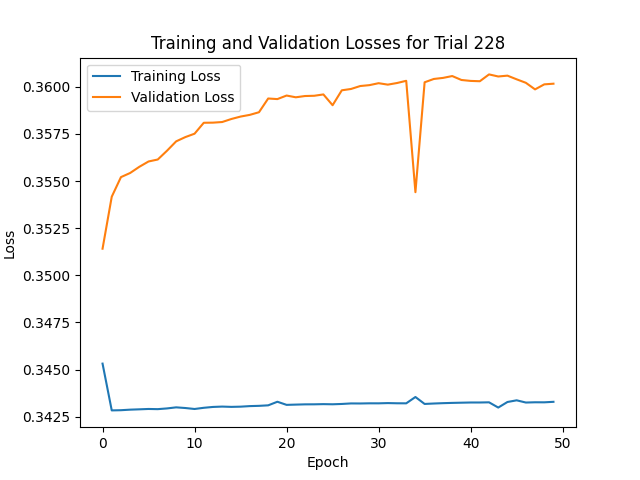 Training and Validation Losses for Trial 228
Training Loss
Validation Loss
0.3600
0.3575
0.3550
0.3525
0.3500
0.3475
0.3450
0.3425
Loss
0 10 20 30 40 50
Epoch